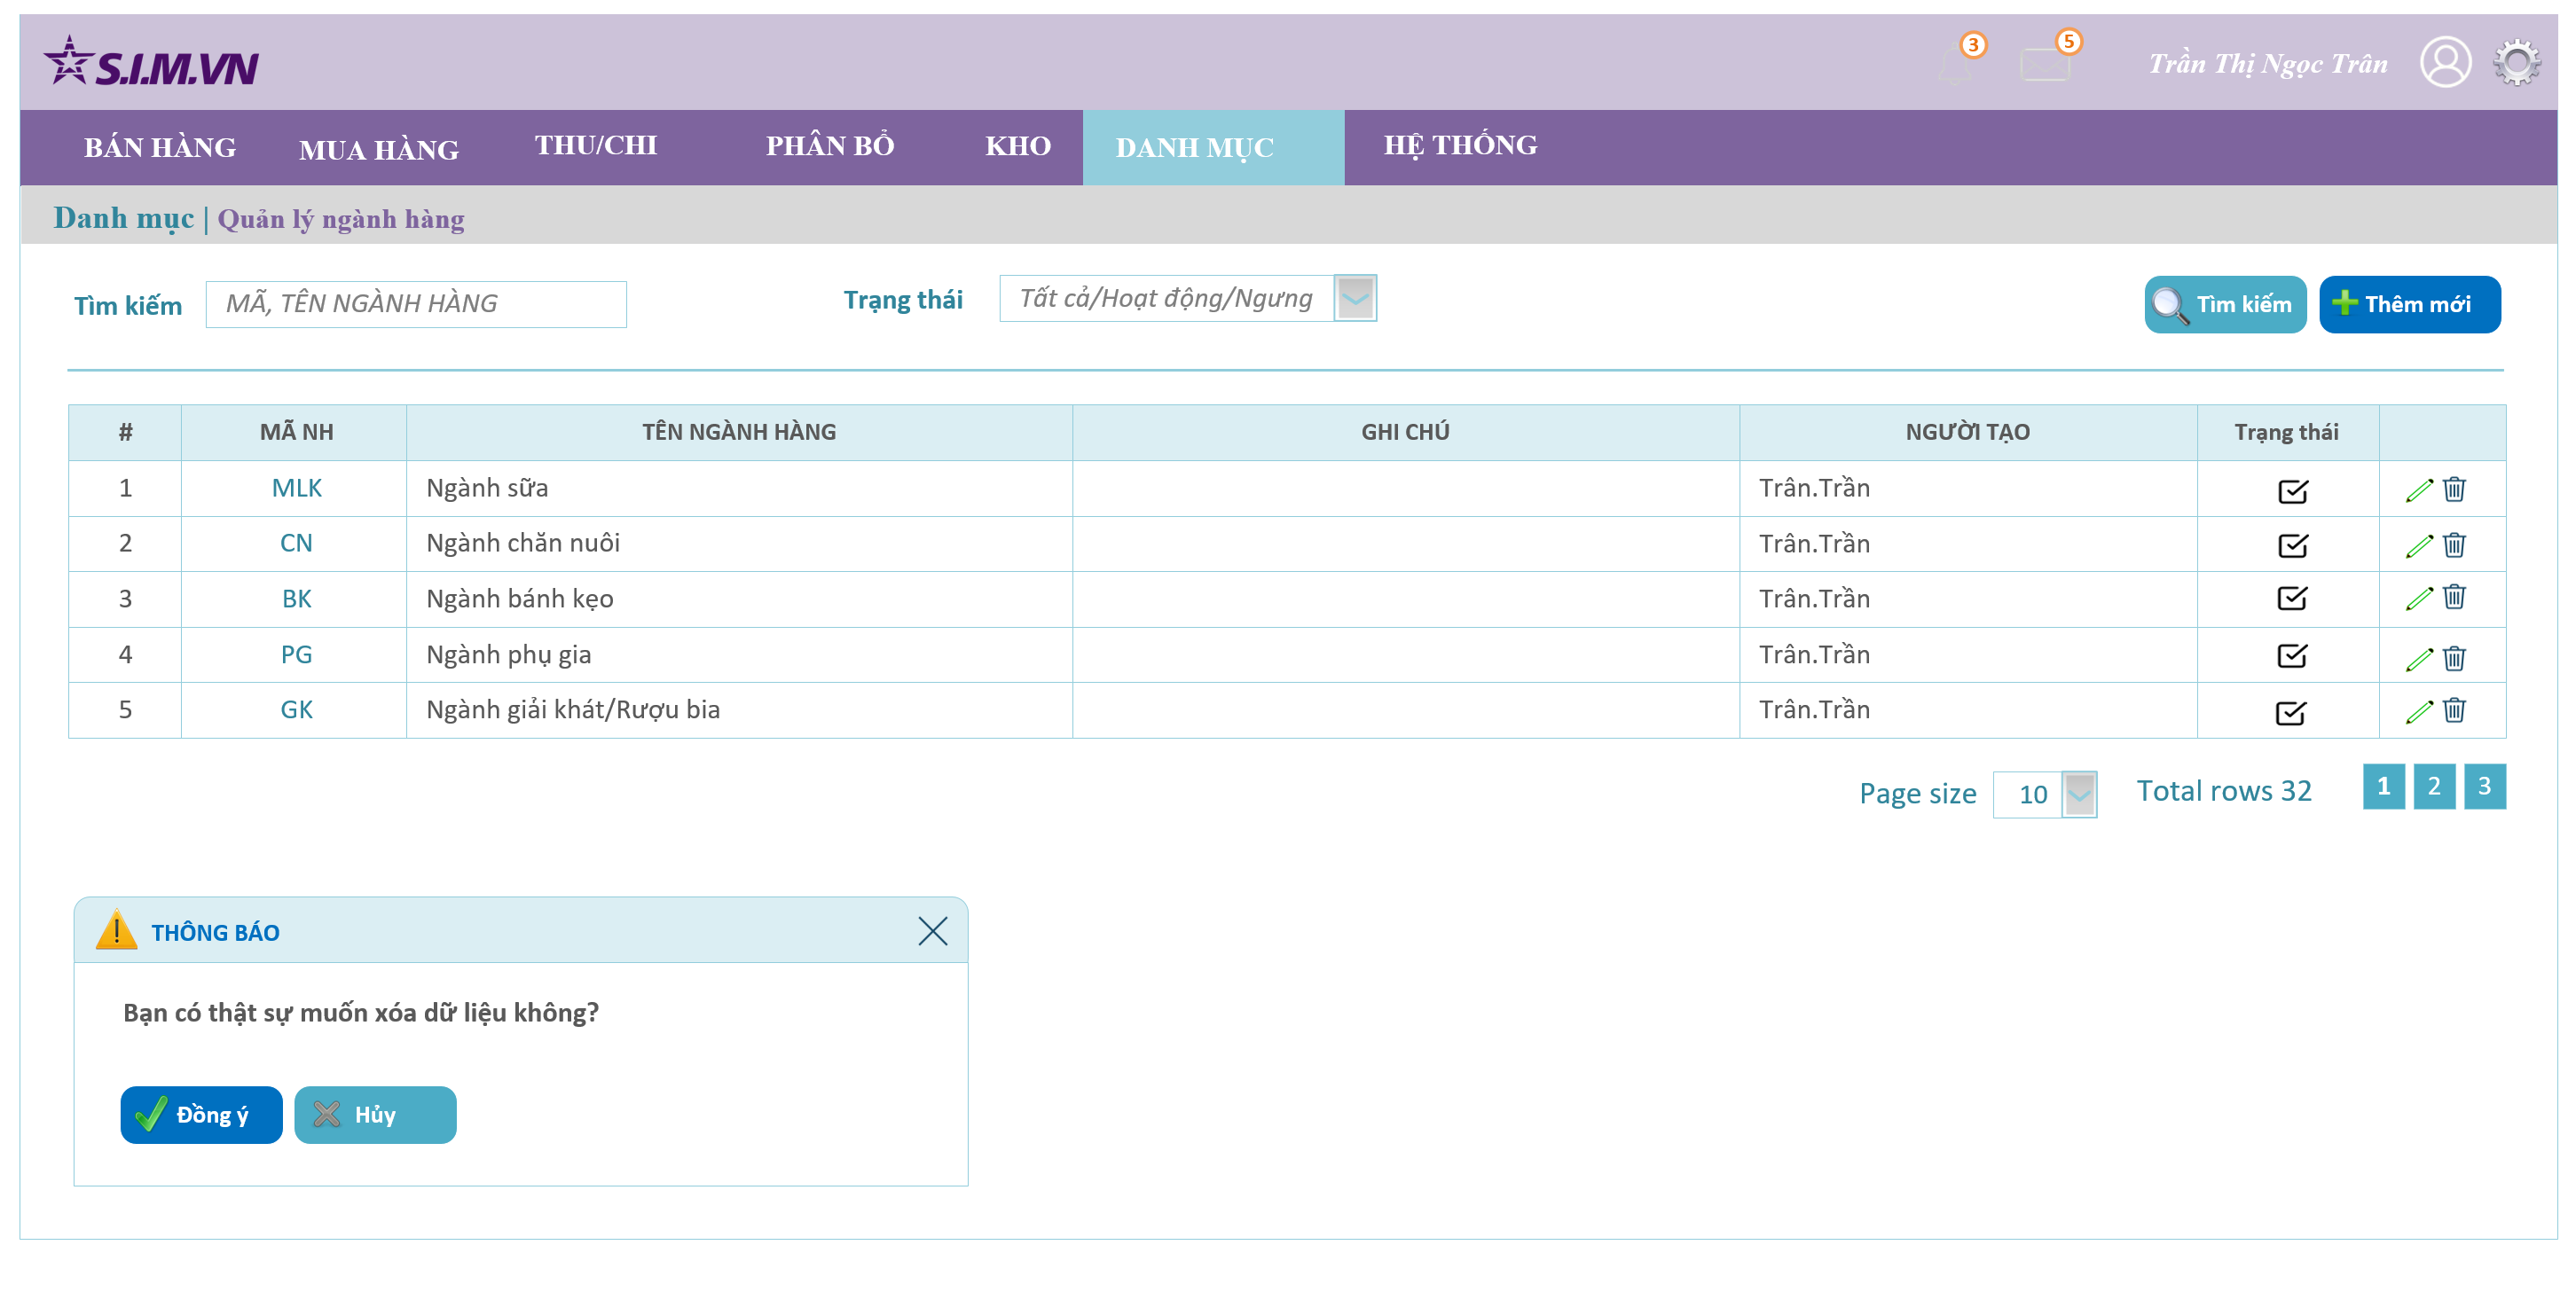 S.I.M.VN
3
5
Trần Thị Ngọc Trân
BÁN HÀNG MUA HÀNG THU/CHI PHÂN BỔ KHO DANH MỤC HỆ THỐNG
Danh mục | Quản lý ngành hàng
Tìm kiếm MÃ, TÊN NGÀNH HÀNG Trạng thái Tất cả/Hoạt động/Ngưng Tìm kiếm Thêm mới
# MÃ NH TÊN NGÀNH HÀNG GHI CHÚ NGƯỜI TẠO Trạng thái
1 MLK Ngành sữa Trân.Trần
2 CN Ngành chăn nuôi Trân.Trần
3 BK Ngành bánh kẹo Trân.Trần
4 PG Ngành phụ gia Trân.Trần
5 GK Ngành giải khát/Rượu bia Trân.Trần
Page size 10 Total rows 32 1 2 3
THÔNG BÁO
Bạn có thật sự muốn xóa dữ liệu không?
Đồng ý Hủy